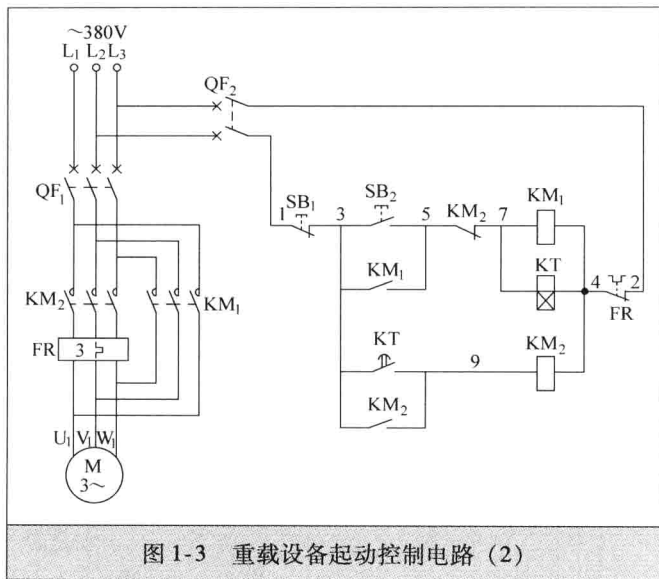 ～380V
L₁ L₂ L₃
QF₂
QF₁
1 SB₁ 3 SB₂ 5 KM₂ 7 KM₁
KM₁
KT
4 2
FR
KM₂
KM₁
FR 3
KT
9
KM₂
KM₂
U₁ V₁ W₁
M
3～
图 1-3 重载设备起动控制电路（2）